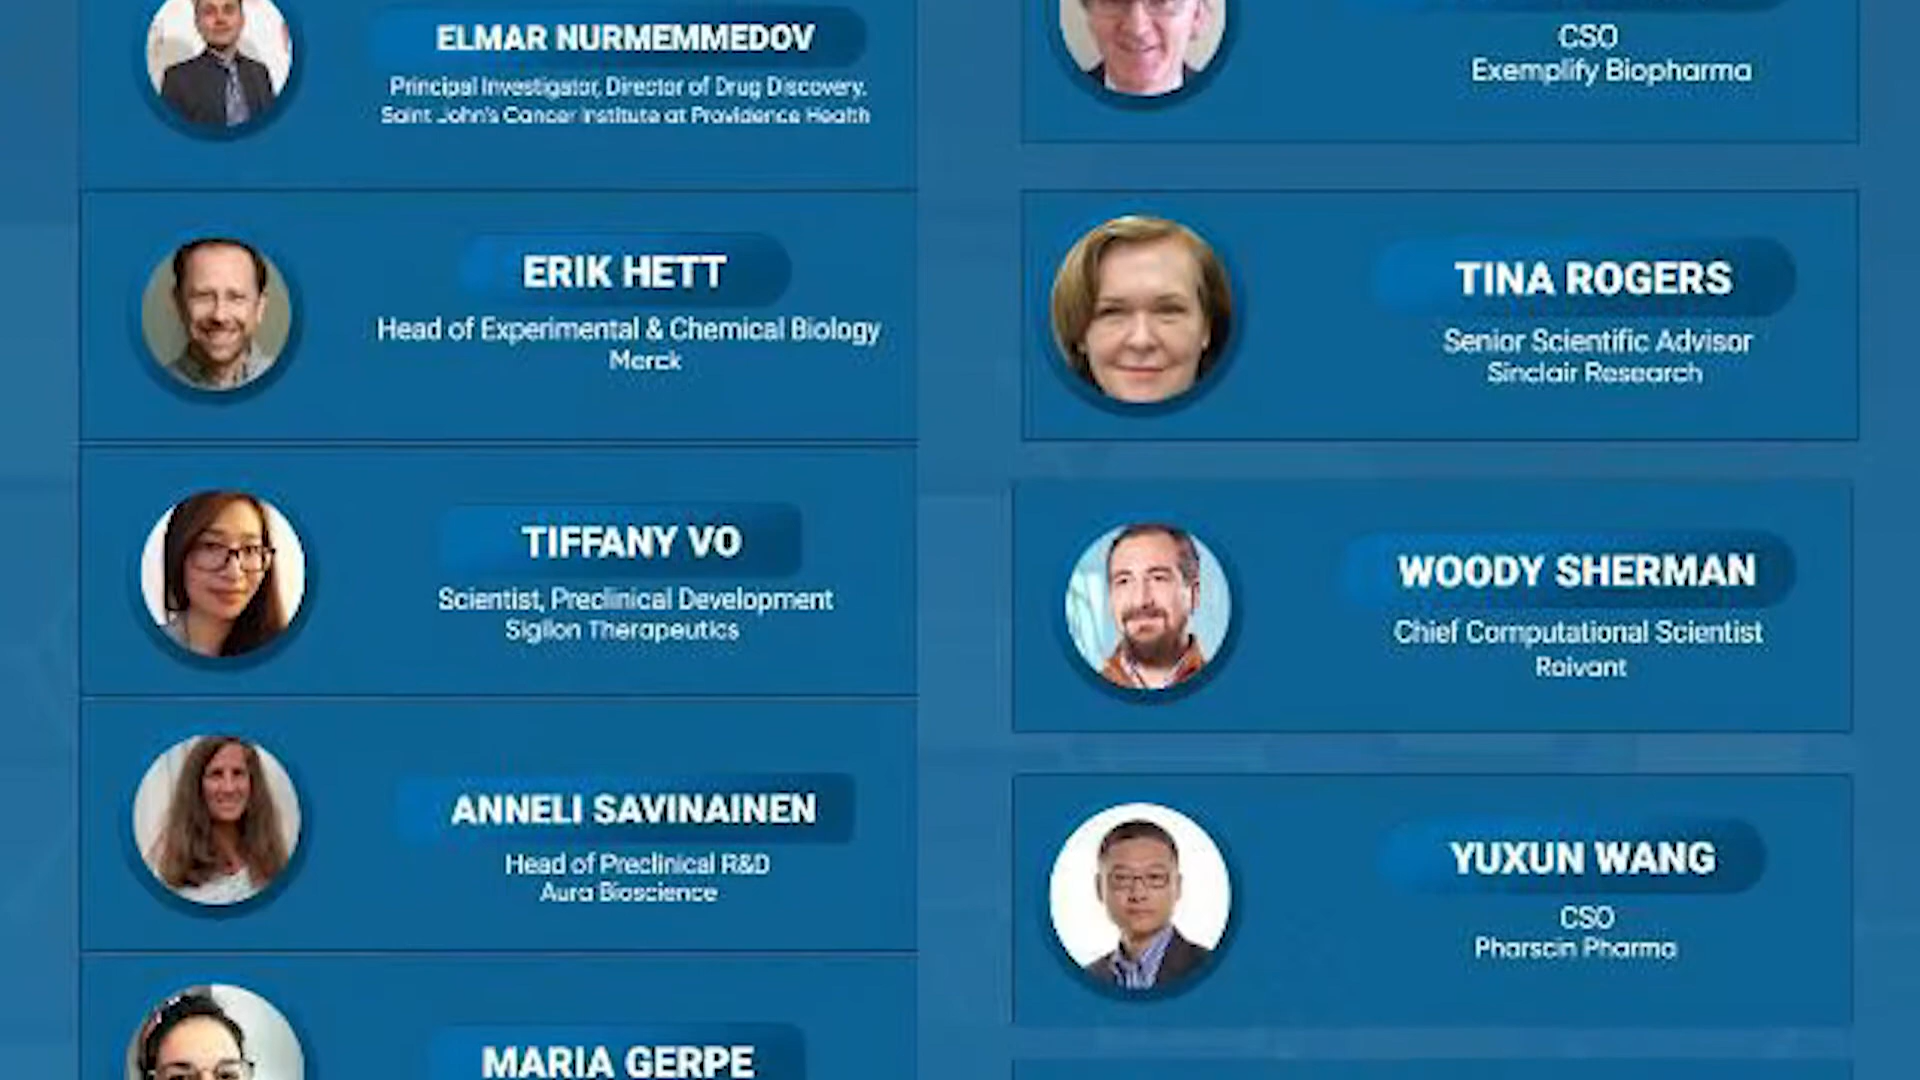 ELMAR NURMEMMEDOV
Principal Investigator, Director of Drug Discovery,
Saint John's Cancer Institute at Providence Health
ERIK HETT
Head of Experimental & Chemical Biology
Merck
TIFFANY VO
Scientist, Preclinical Development
Sigilon Therapeutics
ANNELI SAVINAINEN
Head of Preclinical R&D
Aura Bioscience
MARIA GERPE
CSO
Exemplify Biopharma
TINA ROGERS
Senior Scientific Advisor
Sinclair Research
WOODY SHERMAN
Chief Computational Scientist
Roivant
YUXUN WANG
CSO
Pharscin Pharma